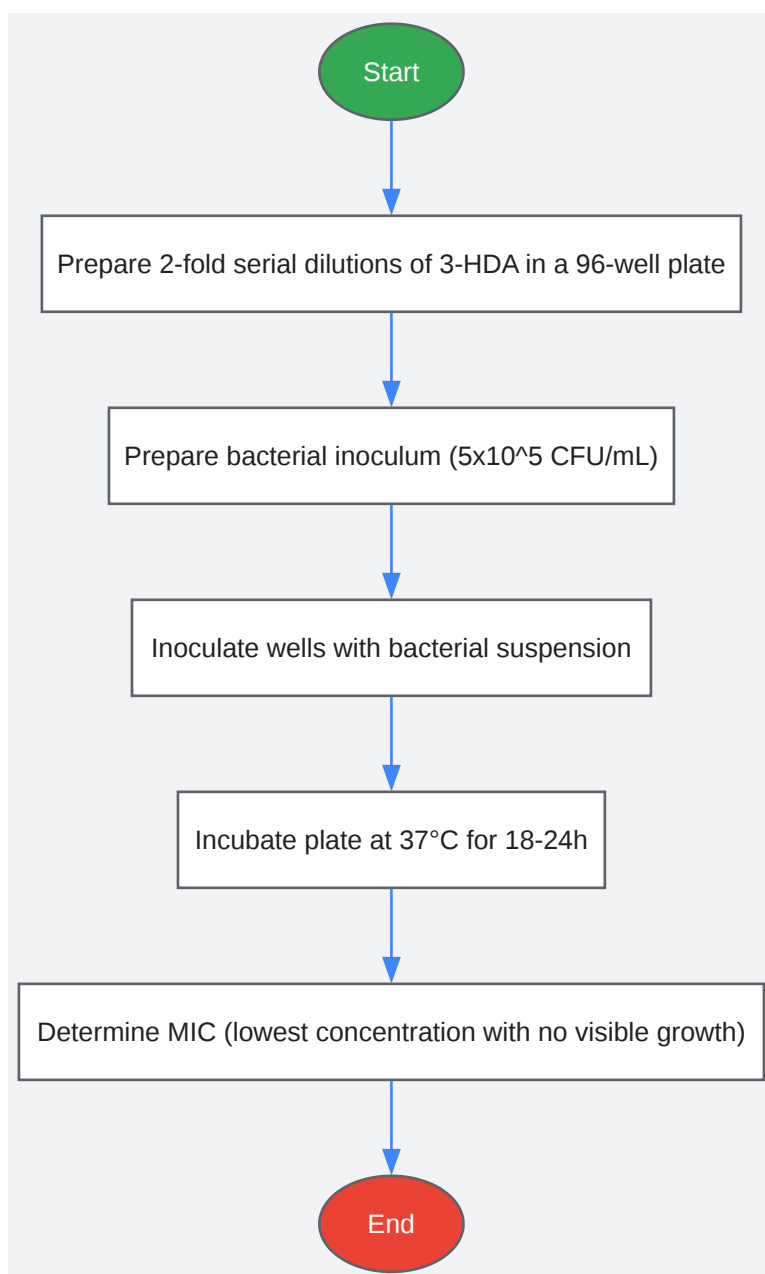 Start
Prepare 2-fold serial dilutions of 3-HDA in a 96-well plate
Prepare bacterial inoculum (5x10^5 CFU/mL)
Inoculate wells with bacterial suspension
Incubate plate at 37°C for 18-24h
Determine MIC (lowest concentration with no visible growth)
End